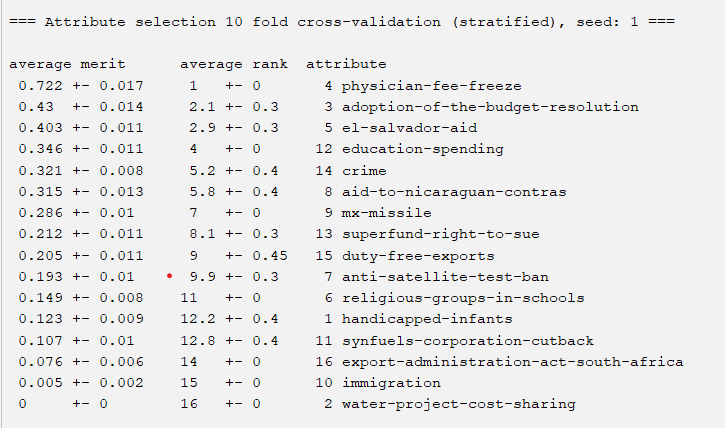 === Attribute selection 10 fold cross-validation (stratified), seed: 1 ===
average merit average rank attribute
0.722 +- 0.017 1 +- 0 4 physician-fee-freeze
0.43 +- 0.014 2.1 +- 0.3 3 adoption-of-the-budget-resolution
0.403 +- 0.011 2.9 +- 0.3 5 el-salvador-aid
0.346 +- 0.011 4 +- 0 12 education-spending
0.321 +- 0.008 5.2 +- 0.4 14 crime
0.315 +- 0.013 5.8 +- 0.4 8 aid-to-nicaraguan-contras
0.286 +- 0.01 7 +- 0 9 mx-missile
0.212 +- 0.011 8.1 +- 0.3 13 superfund-right-to-sue
0.205 +- 0.011 9 +- 0.45 15 duty-free-exports
0.193 +- 0.01 9.9 +- 0.3 7 anti-satellite-test-ban
0.149 +- 0.008 11 +- 0 6 religious-groups-in-schools
0.123 +- 0.009 12.2 +- 0.4 1 handicapped-infants
0.107 +- 0.01 12.8 +- 0.4 11 synfuels-corporation-cutback
0.076 +- 0.006 14 +- 0 16 export-administration-act-south-africa
0.005 +- 0.002 15 +- 0 10 immigration
0 +- 0 16 +- 0 2 water-project-cost-sharing